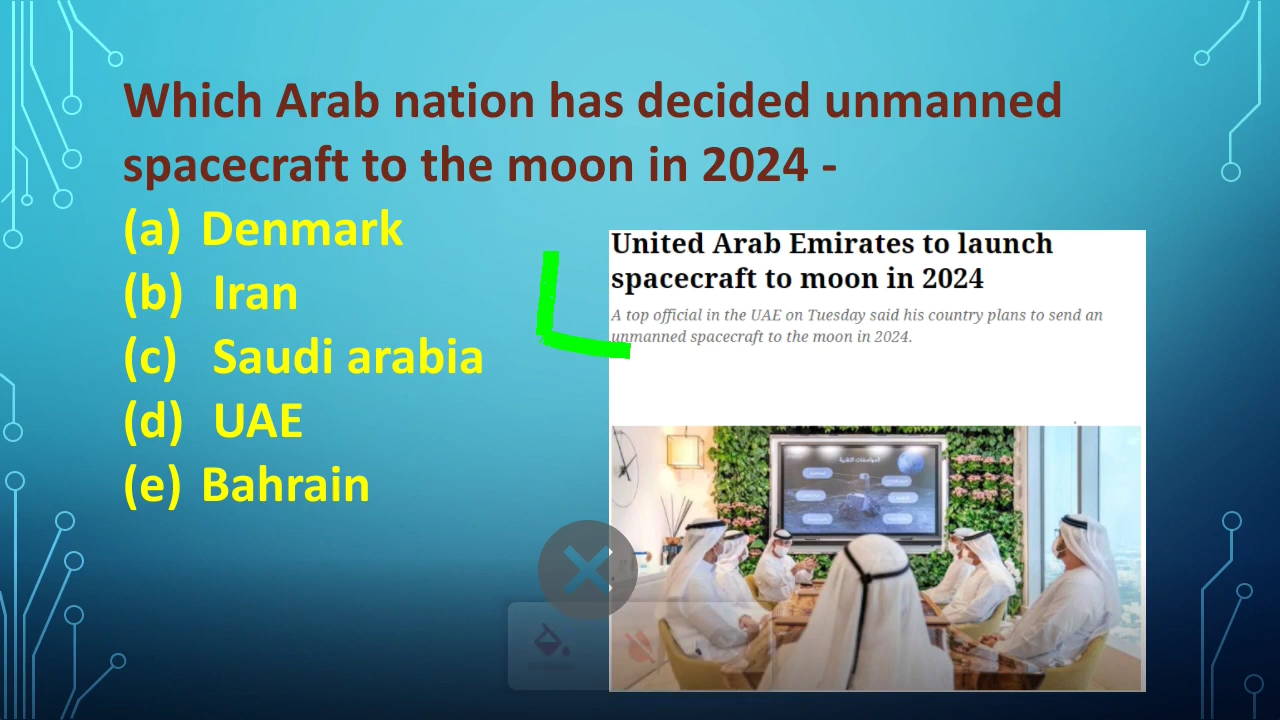 Which Arab nation has decided unmanned
spacecraft to the moon in 2024 -
(a) Denmark
(b) Iran
(c) Saudi arabia
(d) UAE
(e) Bahrain
United Arab Emirates to launch
spacecraft to moon in 2024
A top official in the UAE on Tuesday said his country plans to send an
unmanned spacecraft to the moon in 2024.